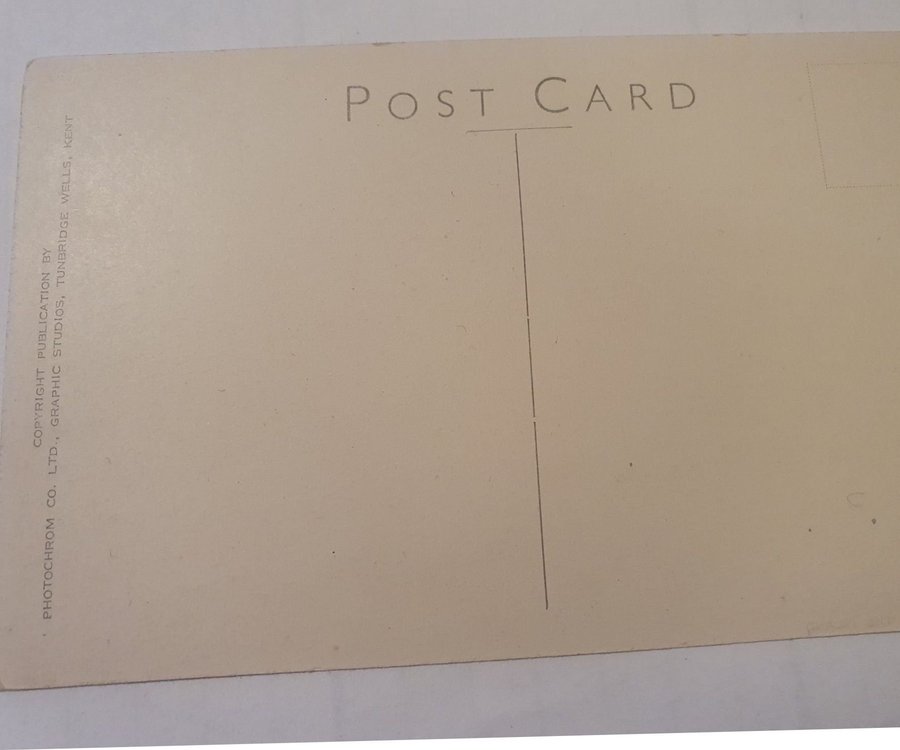 POST CARD
COPYRIGHT PUBLICATION BY
PHOTOCHROM CO. LTD., GRAPHIC STUDIOS, TUNBRIDGE WELLS, KENT